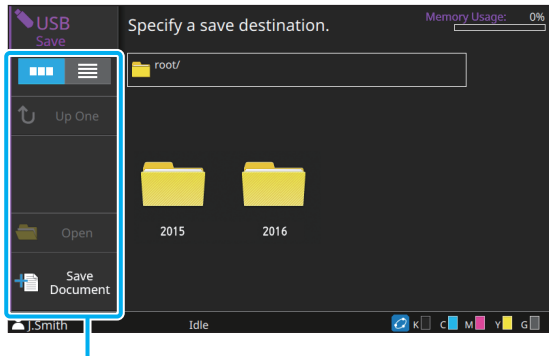 USB
Save
Specify a save destination.
Memory Usage: 0%
root/
Up One
Open
Save
Document
2015 2016
J.Smith Idle
K C M Y G